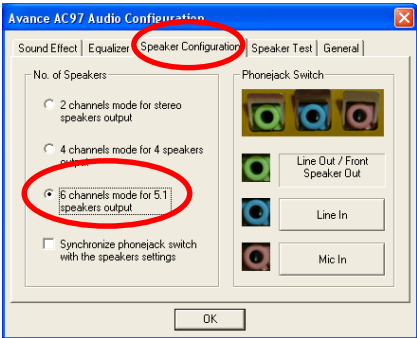 Avance AC97 Audio Configuration
Sound Effect
Equalizer
Speaker Configuration
Speaker Test
General
No. of Speakers
2 channels mode for stereo
speakers output
4 channels mode for 4 speakers
output
6 channels mode for 5.1
speakers output
Synchronize phonejack switch
with the speakers settings
Phonejack Switch
Line Out / Front
Speaker Out
Line In
Mic In
OK